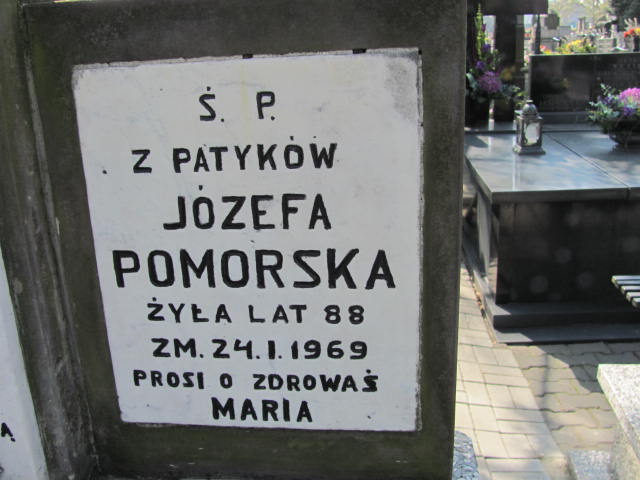 Ś. P.
Z PATYKÓW
JÓZEFA
POMORSKA
ŻYŁA LAT 88
ZM. 24.I.1969
PROSI O ZDROWAŚ
MARIA